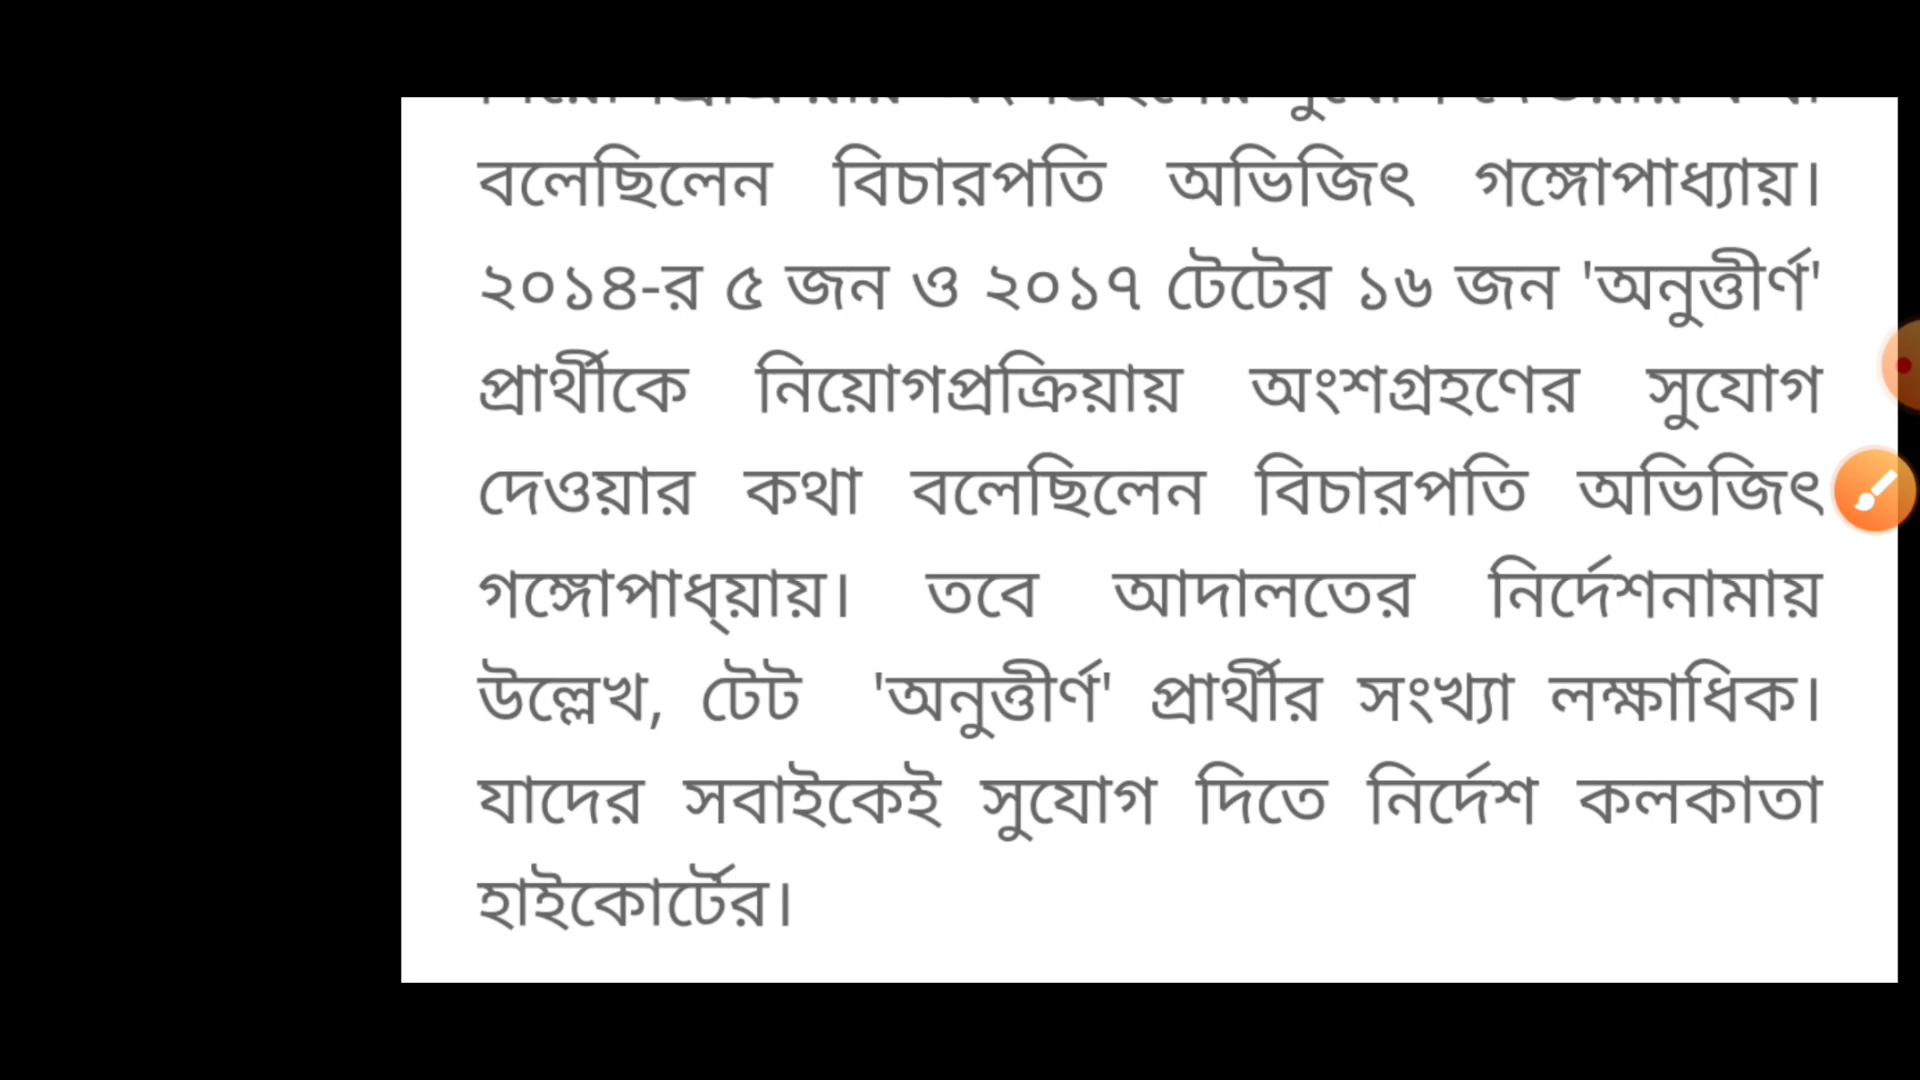 বলেছিলেন বিচারপতি অভিজিৎ গঙ্গোপাধ্যায়।
২০১৪-র ৫ জন ও ২০১৭ টেটের ১৬ জন 'অনুত্তীর্ণ'
প্রার্থীকে নিয়োগপ্রক্রিয়ায় অংশগ্রহণের সুযোগ
দেওয়ার কথা বলেছিলেন বিচারপতি অভিজিৎ
গঙ্গোপাধ্‌য়ায়। তবে আদালতের নির্দেশনামায়
উল্লেখ, টেট 'অনুত্তীর্ণ' প্রার্থীর সংখ্যা লক্ষাধিক।
যাদের সবাইকেই সুযোগ দিতে নির্দেশ কলকাতা
হাইকোর্টের।